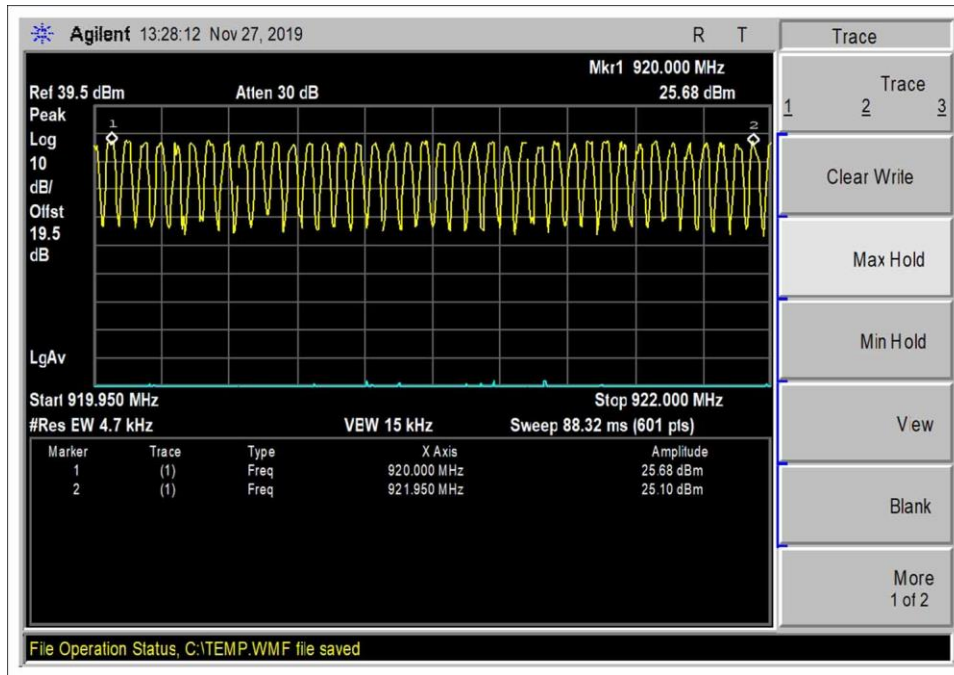 Agilent 13:28:12 Nov 27, 2019
R T
Trace
Mkr1 920.000 MHz
Ref 39.5 dBm
Atten 30 dB
25.68 dBm
Peak
Log
10
dB/
Offst
19.5
dB
LgAv
1
2
Start 919.950 MHz
Stop 922.000 MHz
#Res EW 4.7 kHz
VEW 15 kHz
Sweep 88.32 ms (601 pts)
Marker Trace Type X Axis Amplitude
1 (1) Freq 920.000 MHz 25.68 dBm
2 (1) Freq 921.950 MHz 25.10 dBm
Trace
1 2 3
Clear Write
Max Hold
Min Hold
View
Blank
More
1 of 2
File Operation Status, C:\TEMP.WMF file saved